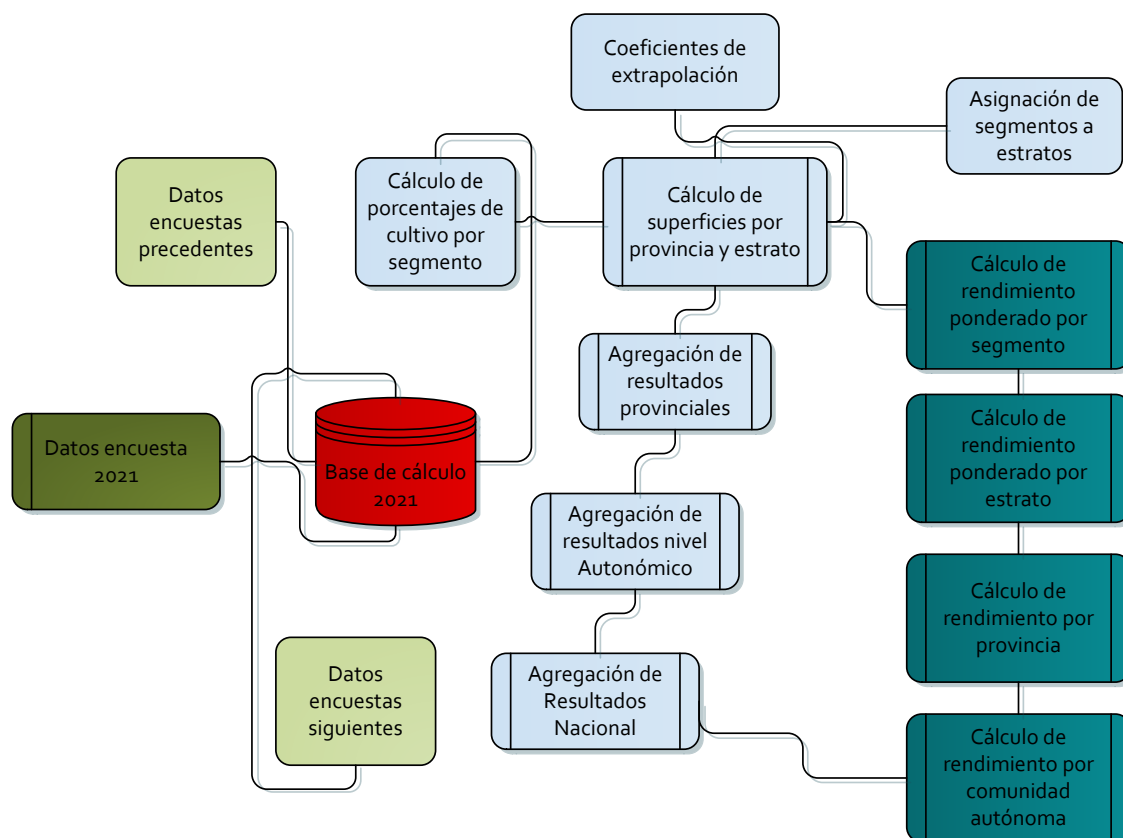 Coeficientes de
extrapolación
Asignación de
segmentos a
estratos
Datos
encuestas
precedentes
Cálculo de
porcentajes de
cultivo por
segmento
Cálculo de
superficies por
provincia y estrato
Cálculo de
rendimiento
ponderado por
segmento
Agregación de
resultados
provinciales
Datos encuesta
2021
Base de cálculo
2021
Cálculo de
rendimiento
ponderado por
estrato
Agregación de
resultados nivel
Autonómico
Cálculo de
rendimiento por
provincia
Datos
encuestas
siguientes
Agregación de
Resultados
Nacional
Cálculo de
rendimiento por
comunidad
autónoma